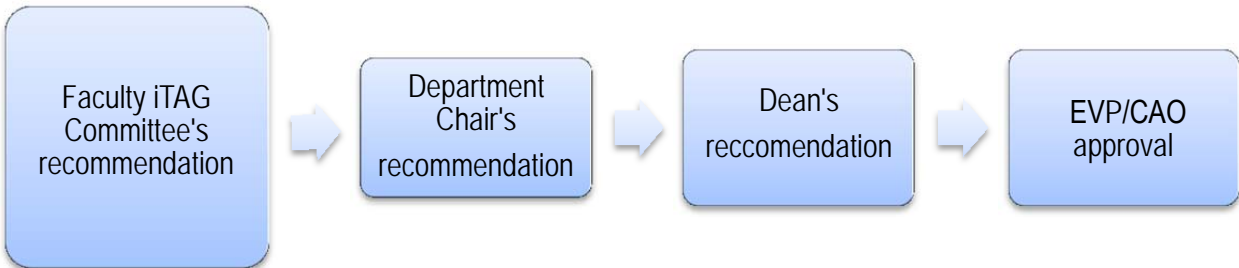 Faculty iTAG
Committee's
recommendation
Department
Chair's
recommendation
Dean's
reccomendation
EVP/CAO
approval